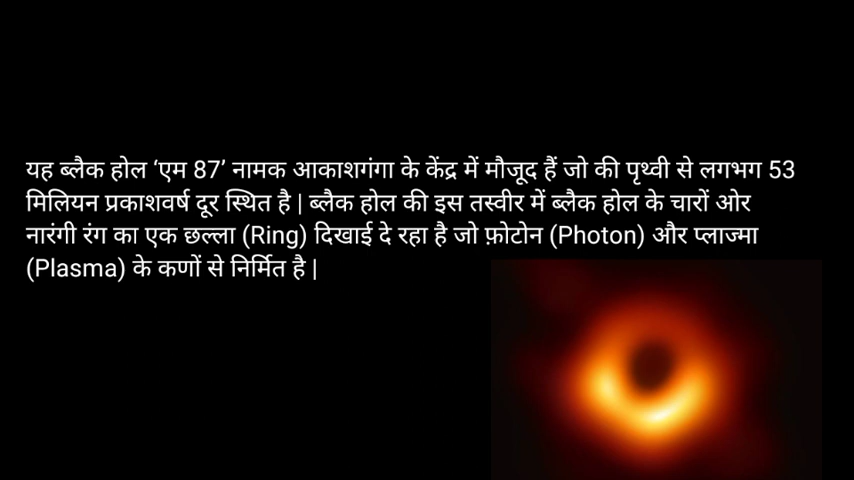 यह ब्लैक होल ‘एम 87’ नामक आकाशगंगा के केंद्र में मौजूद हैं जो की पृथ्वी से लगभग 53
मिलियन प्रकाशवर्ष दूर स्थित है | ब्लैक होल की इस तस्वीर में ब्लैक होल के चारों ओर
नारंगी रंग का एक छल्ला (Ring) दिखाई दे रहा है जो फ़ोटोन (Photon) और प्लाज्मा
(Plasma) के कणों से निर्मित है |